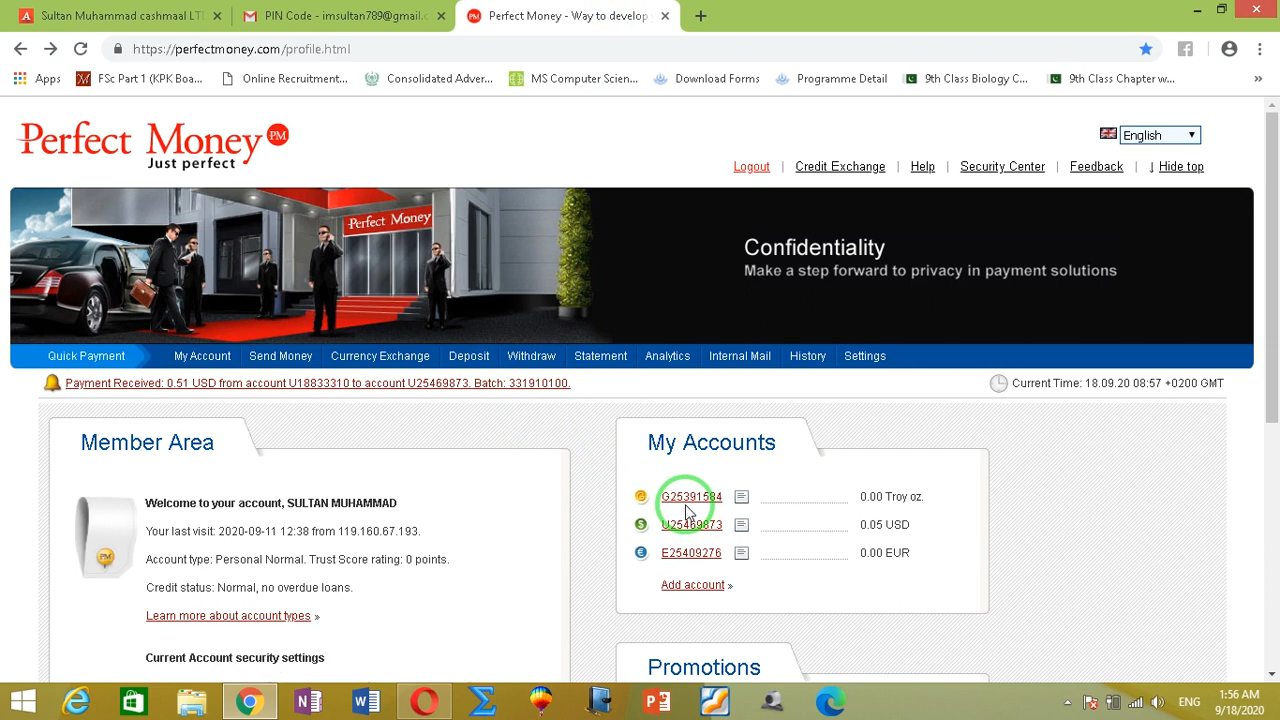 Sultan Muhammad cashmaal LT
PIN Code - imsultan789@gmail.c
Perfect Money - Way to develop
https://perfectmoney.com/profile.html
Apps
FSc Part 1 (KPK Boa...
Online Recruitment...
Consolidated Adver...
MS Computer Scien...
Download Forms
Programme Detail
9th Class Biology C...
9th Class Chapter w...
»
Perfect Money PM
Just perfect
English
Logout | Credit Exchange | Help | Security Center | Feedback | ↓ Hide top
Perfect Money
Confidentiality
Make a step forward to privacy in payment solutions
Quick Payment My Account Send Money Currency Exchange Deposit Withdraw Statement Analytics Internal Mail History Settings
Payment Received: 0.51 USD from account U18833310 to account U25469873. Batch: 331910100.
Current Time: 18.09.20 08:57 +0200 GMT
Member Area
Welcome to your account, SULTAN MUHAMMAD
Your last visit: 2020-09-11 12:38 from 119.160.67.193.
Account type: Personal Normal. Trust Score rating: 0 points.
Credit status: Normal, no overdue loans.
Learn more about account types »
Current Account security settings
My Accounts
G25391584 0.00 Troy oz.
U25469873 0.05 USD
E25409276 0.00 EUR
Add account »
Promotions
ENG
1:56 AM
9/18/2020